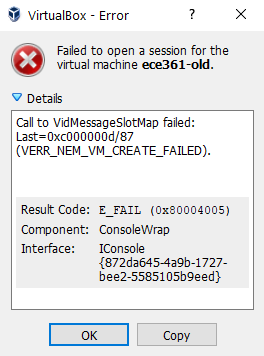 VirtualBox - Error
Failed to open a session for the
virtual machine ece361-old.
Details
Call to VidMessageSlotMap failed:
Last=0xc000000d/87
(VERR_NEM_VM_CREATE_FAILED).
Result Code: E_FAIL (0x80004005)
Component: ConsoleWrap
Interface: IConsole
{872da645-4a9b-1727-
bee2-5585105b9eed}
OK Copy